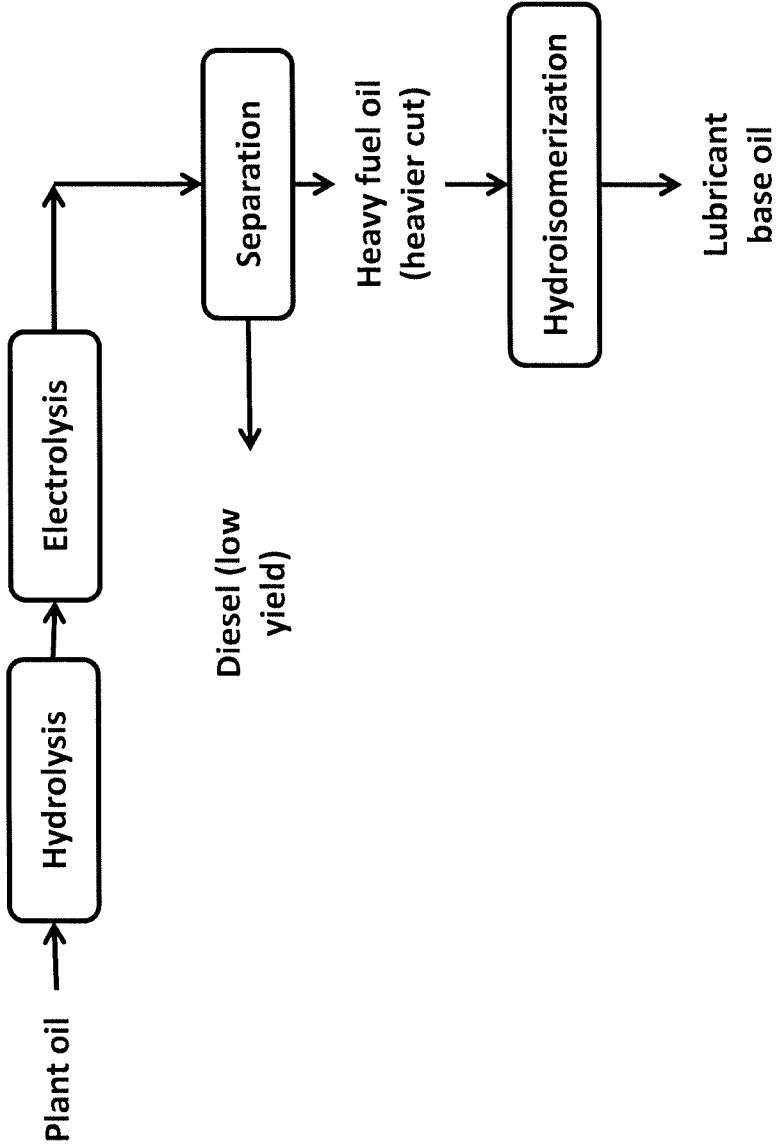 Plant oil
Hydrolysis
Electrolysis
Separation
Diesel (low
yield)
Heavy fuel oil
(heavier cut)
Hydroisomerization
Lubricant
base oil